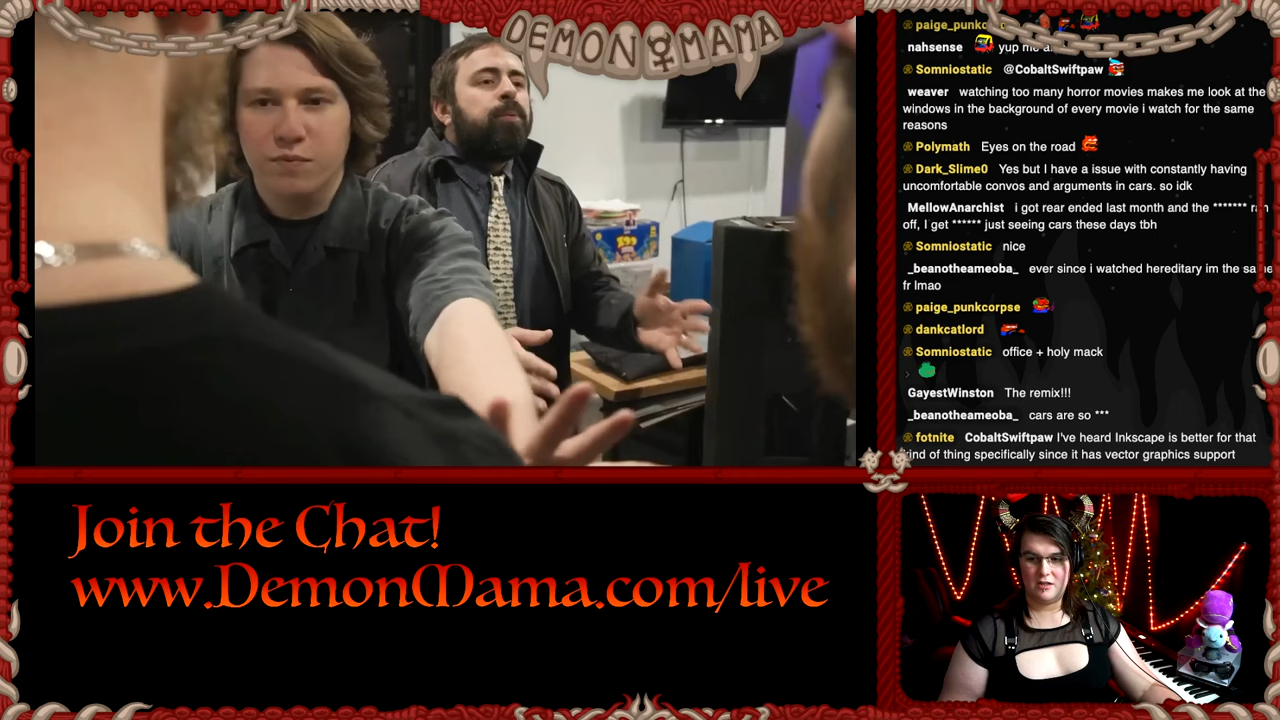 DEMON MAMA
paige_punkc
nahsense yup me a
Somniostatic @CobaltSwiftpaw
weaver watching too many horror movies makes me look at the
windows in the background of every movie i watch for the same
reasons
Polymath Eyes on the road
Dark_Slime0 Yes but I have a issue with constantly having
uncomfortable convos and arguments in cars. so idk
MellowAnarchist i got rear ended last month and the ******* ran
off, I get ****** just seeing cars these days tbh
Somniostatic nice
_beanotheameoba_ ever since i watched hereditary im the same
fr lmao
paige_punkcorpse
dankcatlord
Somniostatic office + holy mack
GayestWinston The remix!!!
_beanotheameoba_ cars are so ***
fotnite CobaltSwiftpaw I've heard Inkscape is better for that
kind of thing specifically since it has vector graphics support
Join the Chat!
www.DemonMama.com/live